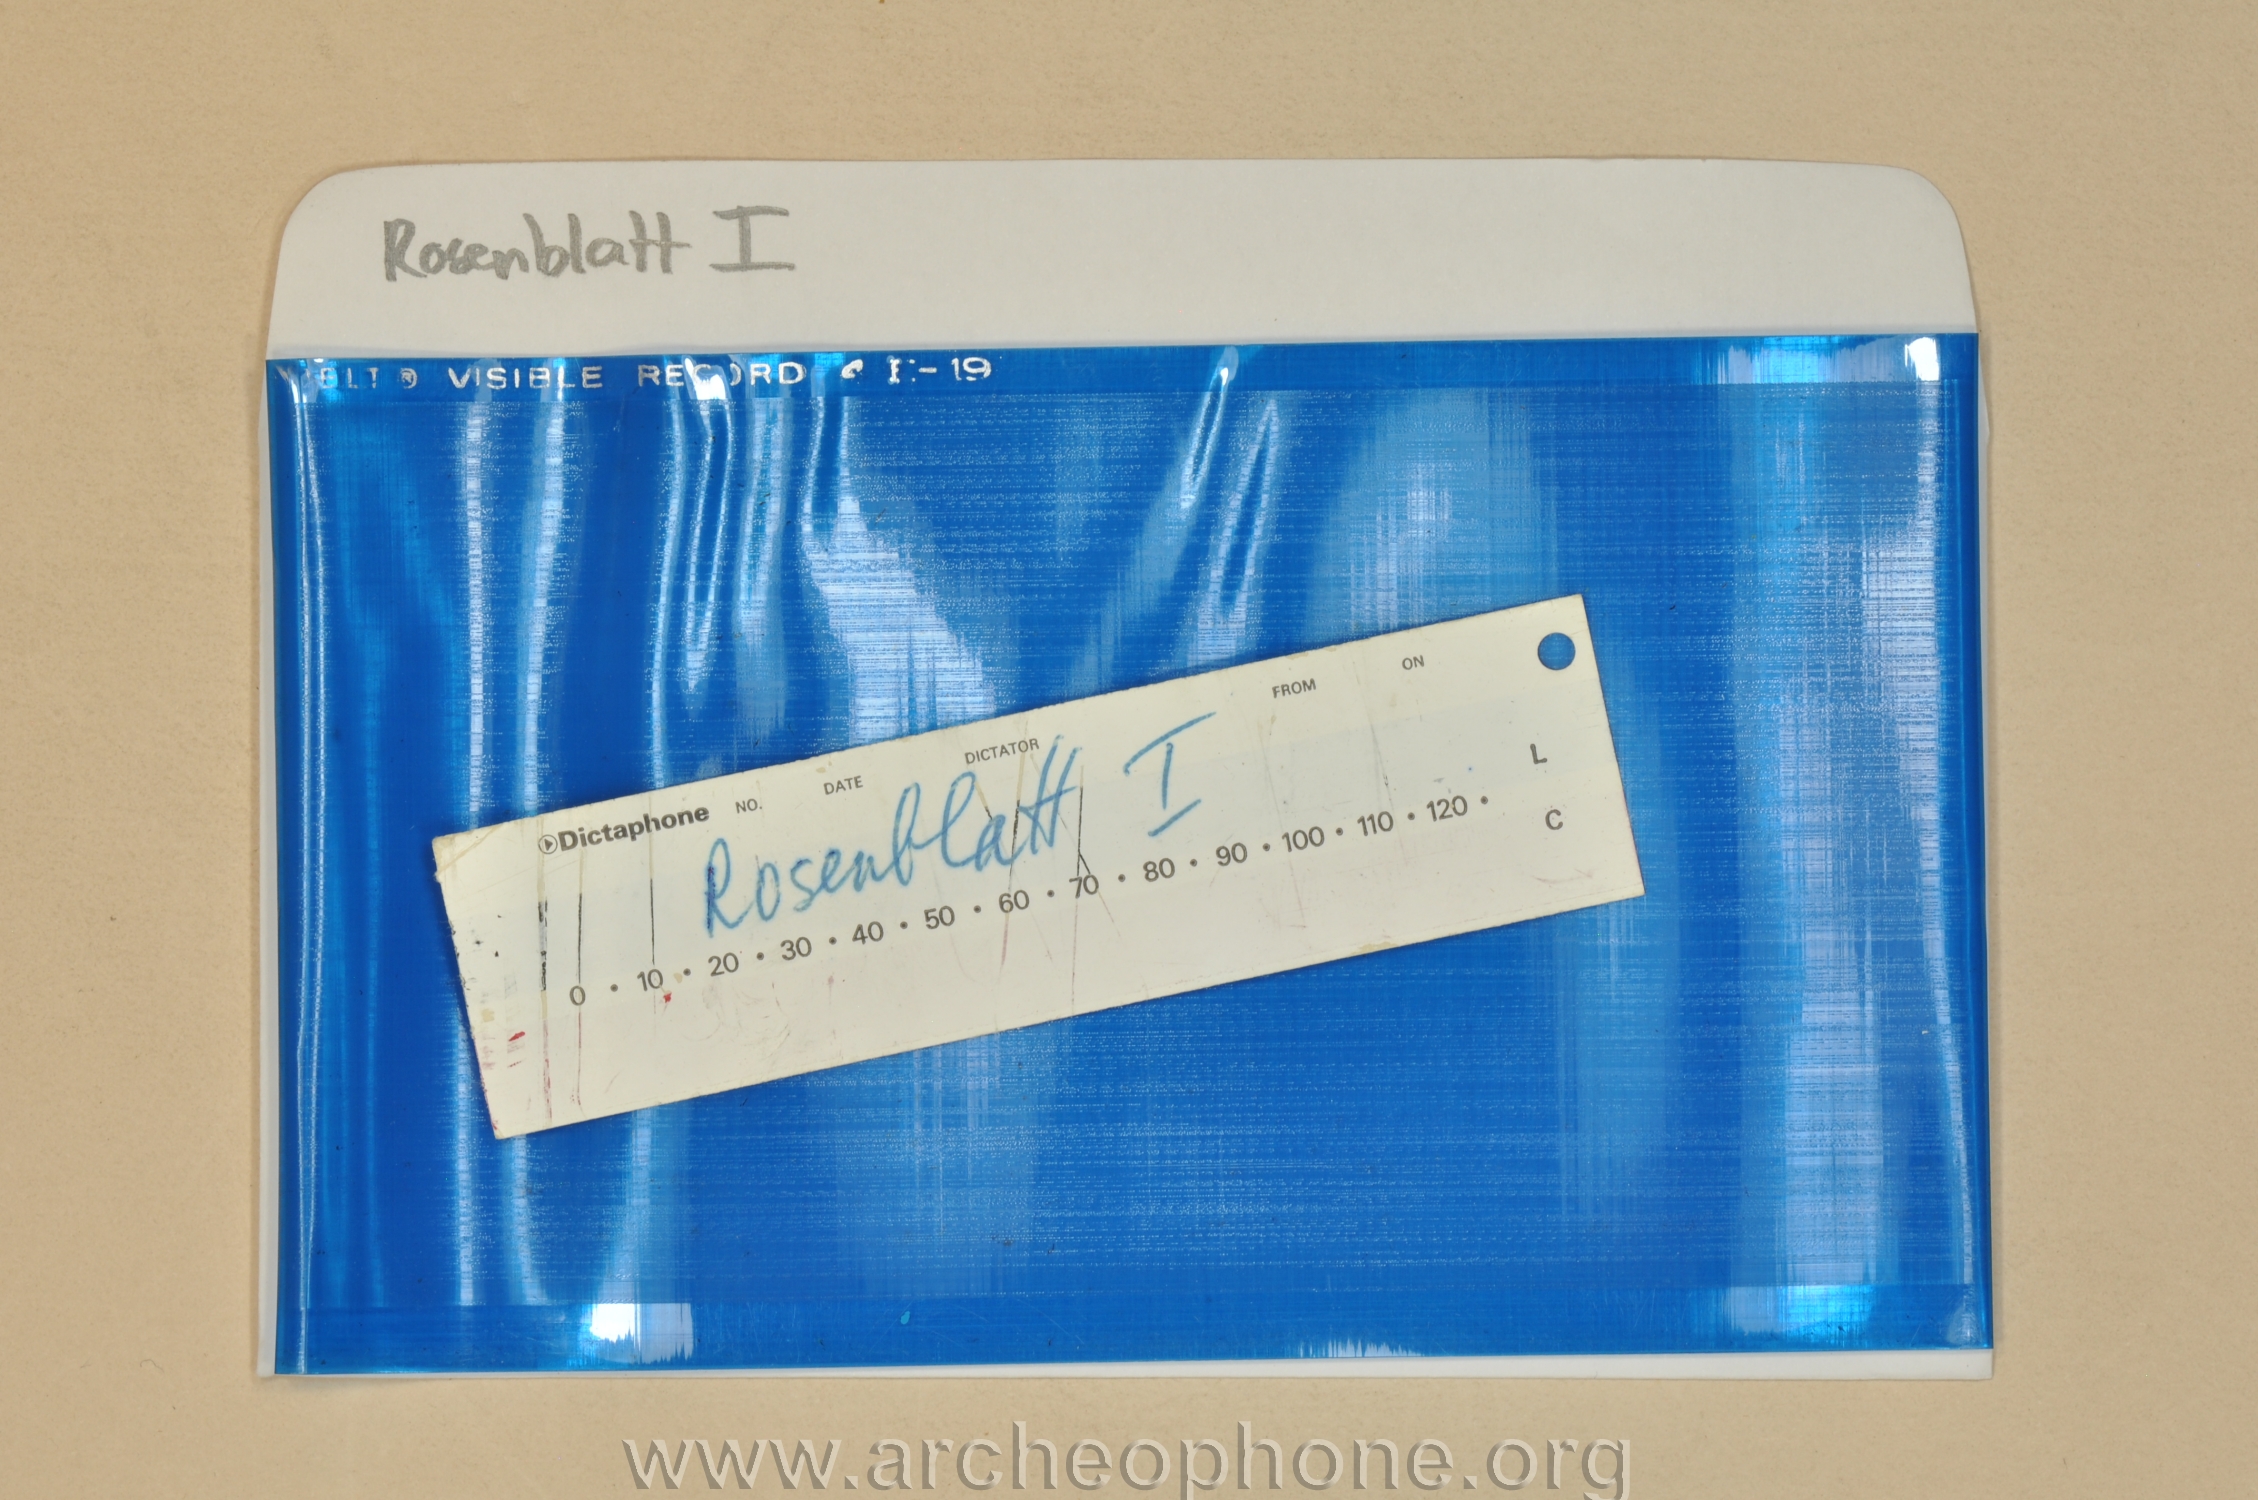 Rosenblatt I
VISIBLE RECORD
Dictaphone NO. DATE DICTATOR FROM ON
Rosenblatt I
L
0 • 10 • 20 • 30 • 40 • 50 • 60 • 70 • 80 • 90 • 100 • 110 • 120 •
C
www.archeophone.org